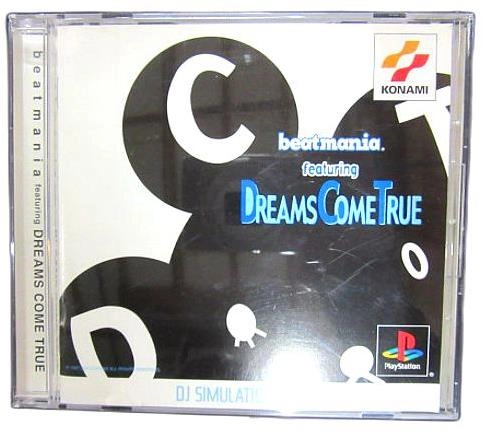 beatmania featuring DREAMS COME TRUE
C
KONAMI
T
beatmania.
featuring
DREAMS COME TRUE
O
D
PlayStation
DJ SIMULATI